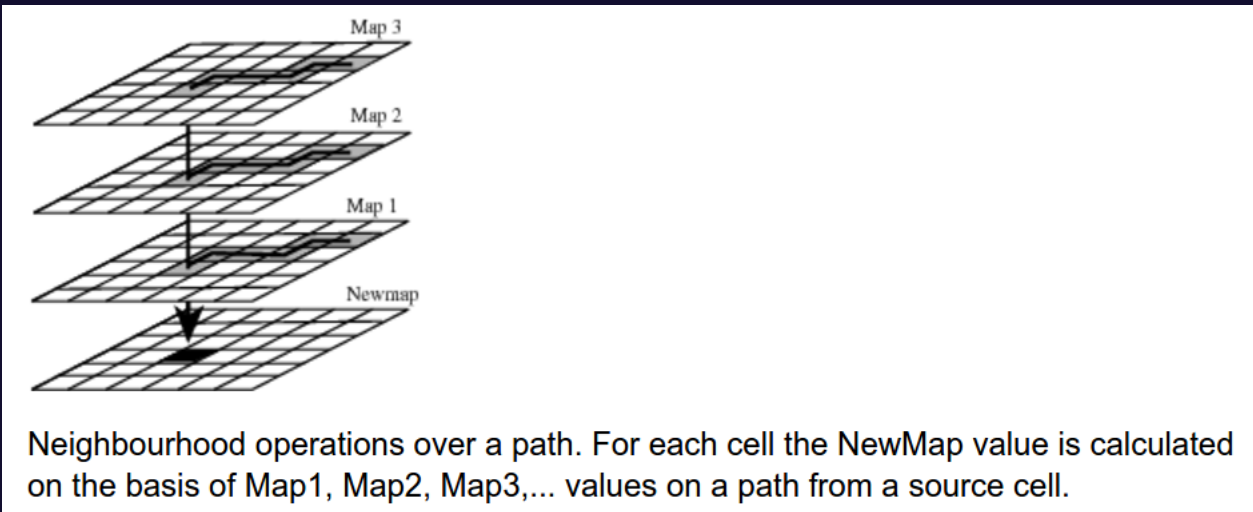 Map 3
Map 2
Map 1
Newmap
Neighbourhood operations over a path. For each cell the NewMap value is calculated
on the basis of Map1, Map2, Map3,... values on a path from a source cell.